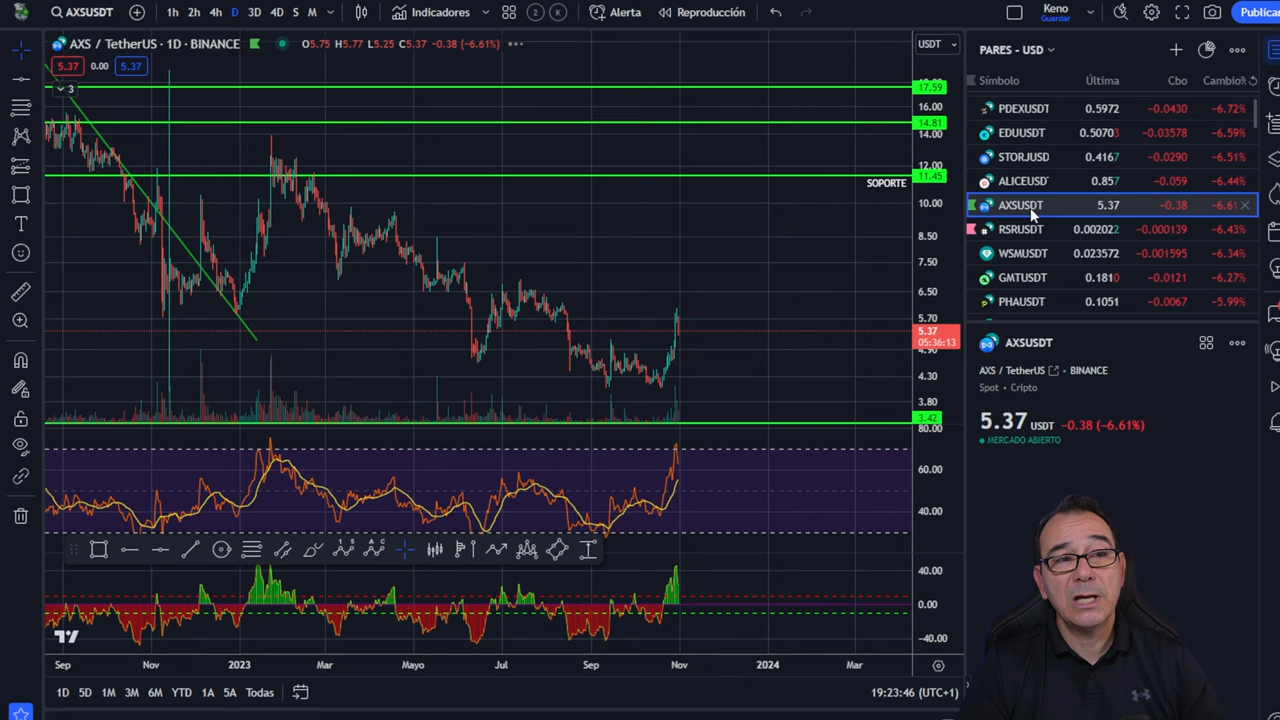 AXSUSDT
1h 2h 4h D 3D 4D S M
Indicadores
2 K
Alerta
Reproducción
Keno
Guardar
Publicar
AXS / TetherUS · 1D · BINANCE
O5.75 H5.77 L5.25 C5.37 −0.38 (−6.61%)
5.37 0.00 5.37
3
USDT
17.59
16.00
14.81
14.00
12.00
11.45
SOPORTE
10.00
8.50
7.50
6.50
5.70
5.37
05:36:13
4.90
4.30
3.80
3.42
80.00
60.00
40.00
40.00
0.00
−40.00
Sep Nov 2023 Mar Mayo Jul Sep Nov 2024 Mar
1D 5D 1M 3M 6M YTD 1A 5A Todas
19:23:46 (UTC+1)
PARES - USD
Símbolo Última Cbo Cambio%
PDEXUSDT 0.5972 −0.0430 −6.72%
EDUUSDT 0.50703 −0.03578 −6.59%
STORJUSD 0.4167 −0.0290 −6.51%
ALICEUSD 0.857 −0.059 −6.44%
AXSUSDT 5.37 −0.38 −6.61
RSRUSDT 0.002022 −0.000139 −6.43%
WSMUSDT 0.023572 −0.001595 −6.34%
GMTUSDT 0.1810 −0.0121 −6.27%
PHAUSDT 0.1051 −0.0067 −5.99%
AXSUSDT
AXS / TetherUS · BINANCE
Spot · Cripto
5.37 USDT −0.38 (−6.61%)
MERCADO ABIERTO